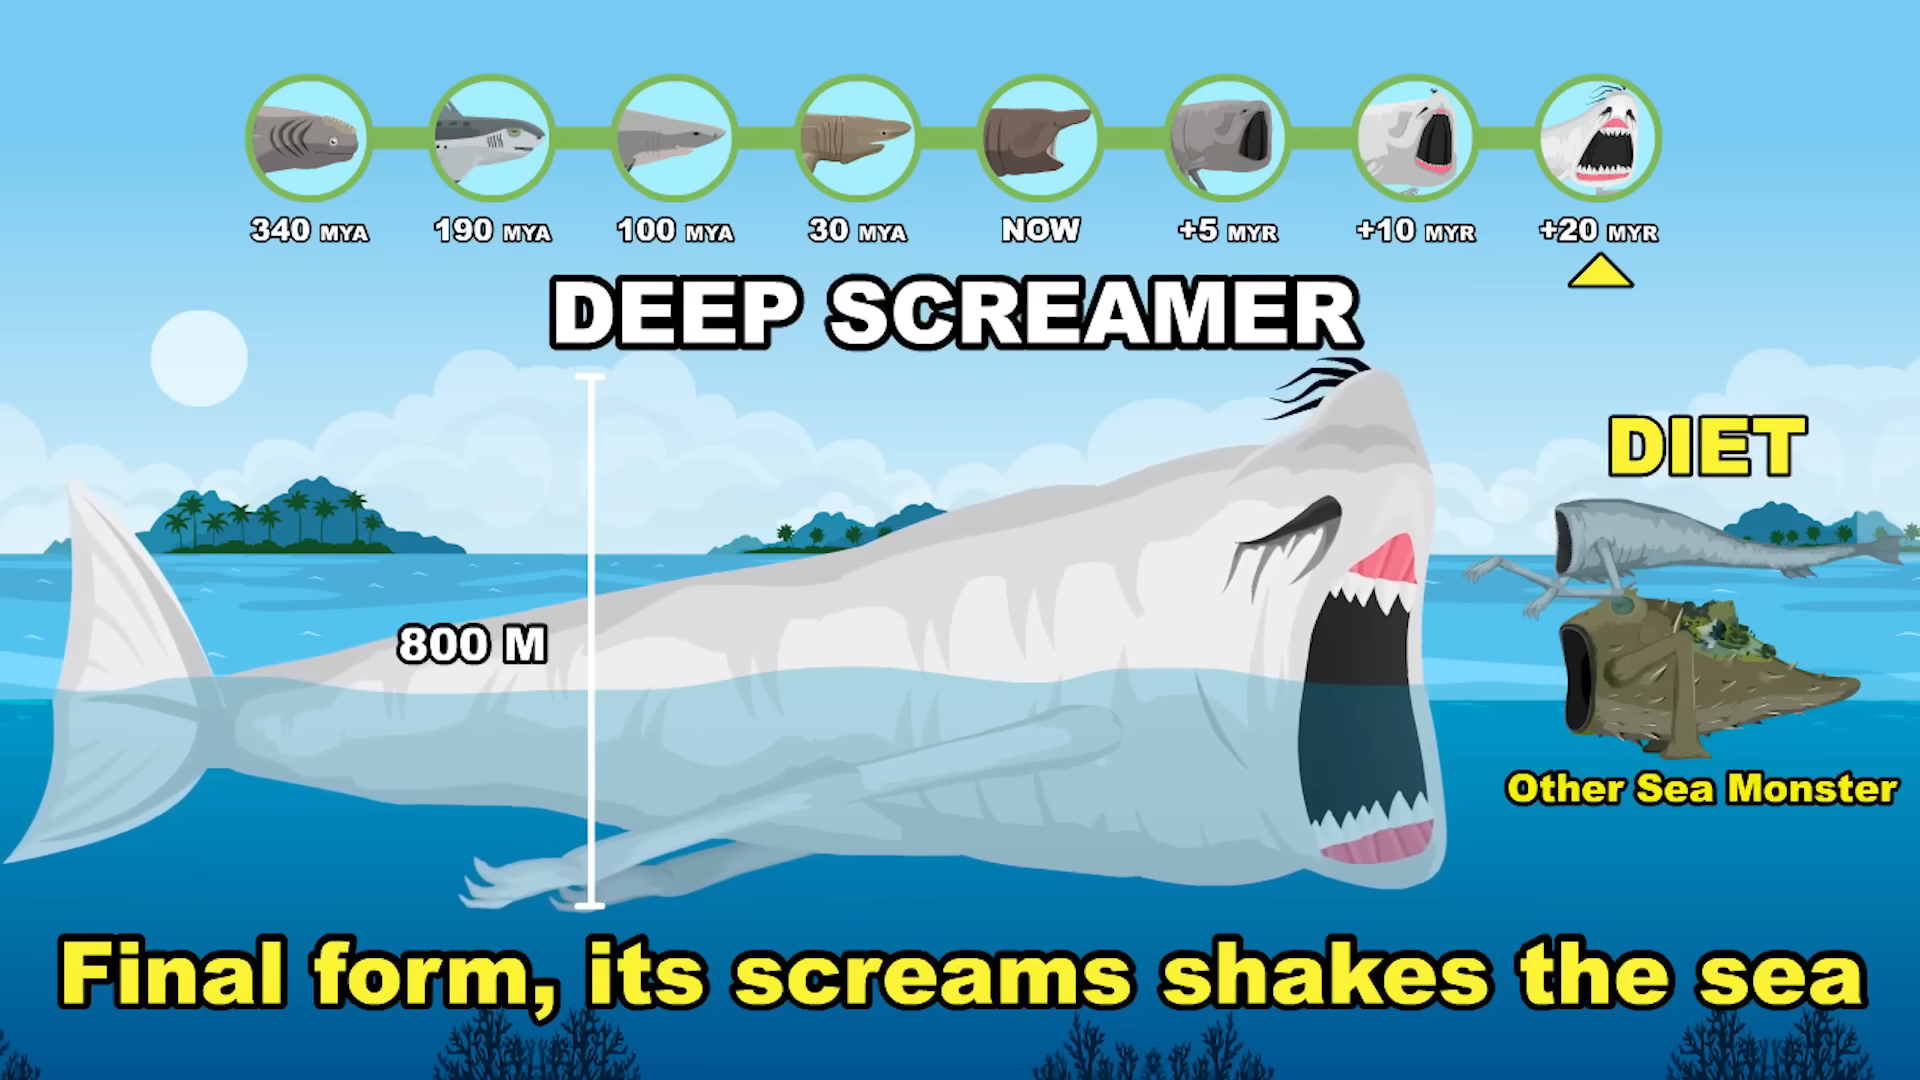 340 MYA 190 MYA 100 MYA 30 MYA NOW +5 MYR +10 MYR +20 MYR
DEEP SCREAMER
DIET
800 M
Other Sea Monster
Final form, its screams shakes the sea